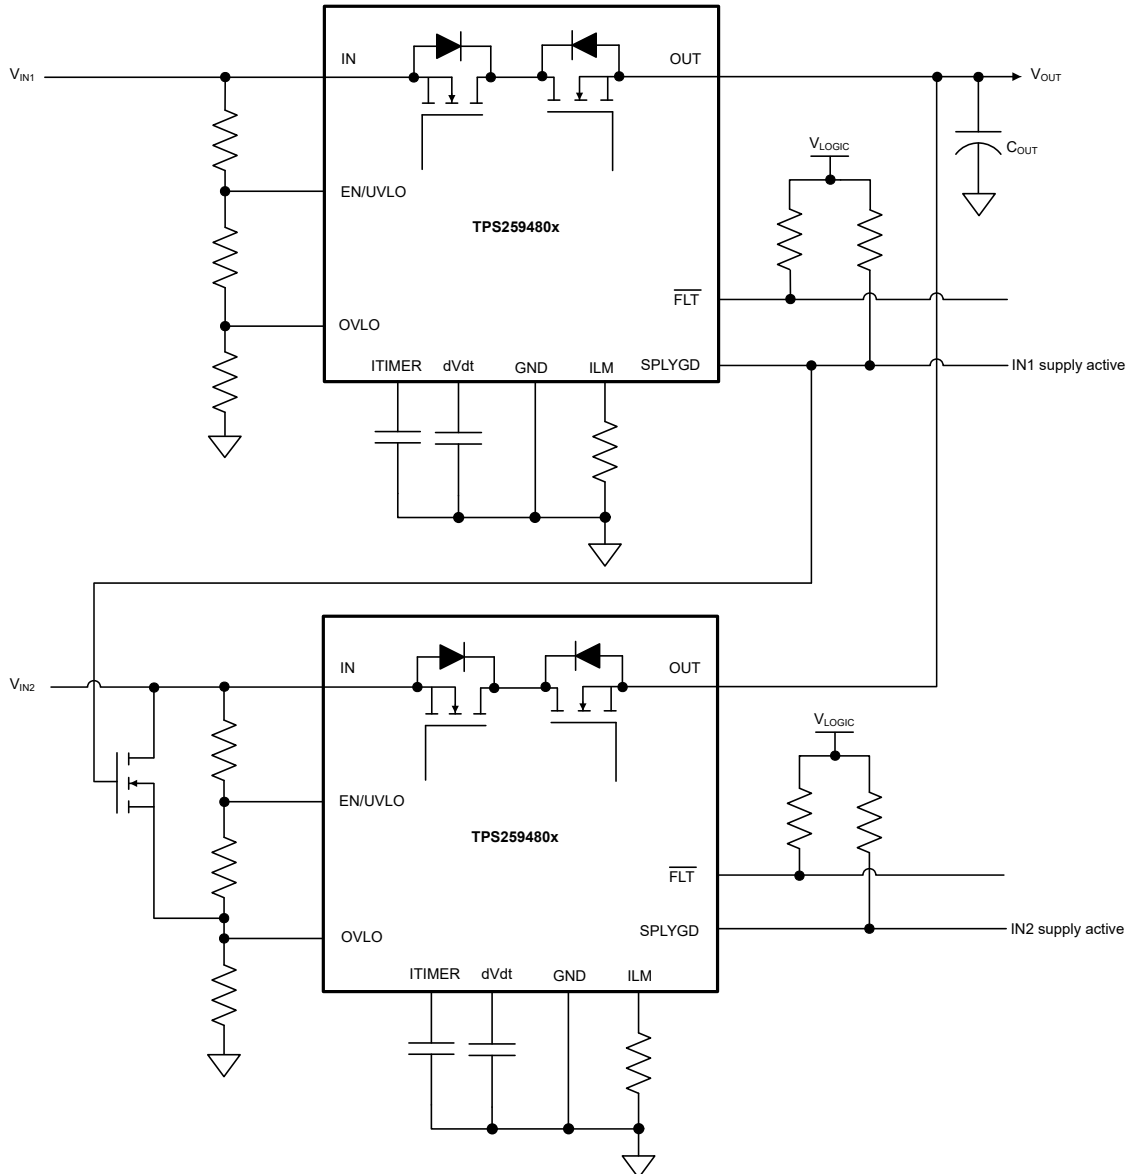 IN
OUT
VIN1
VOUT
VLOGIC
COUT
EN/UVLO
TPS259480x
FLT
OVLO
ITIMER
dVdt
GND
ILM
SPLYGD
IN1 supply active
IN
OUT
VIN2
VLOGIC
EN/UVLO
TPS259480x
FLT
OVLO
SPLYGD
IN2 supply active
ITIMER
dVdt
GND
ILM